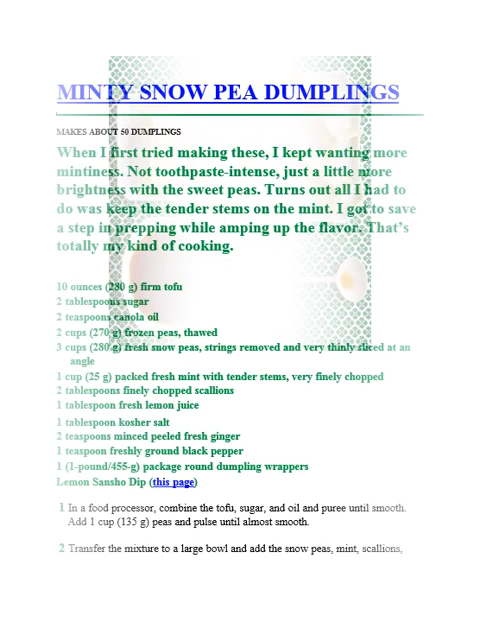 MINTY SNOW PEA DUMPLINGS
MAKES ABOUT 50 DUMPLINGS
When I first tried making these, I kept wanting more
mintiness. Not toothpaste-intense, just a little more
brightness with the sweet peas. Turns out all I had to
do was keep the tender stems on the mint. I got to save
a step in prepping while amping up the flavor. That's
totally my kind of cooking.
10 ounces (280 g) firm tofu
2 tablespoons sugar
2 teaspoons canola oil
2 cups (270 g) frozen peas, thawed
3 cups (280 g) fresh snow peas, strings removed and very thinly sliced at an
angle
1 cup (25 g) packed fresh mint with tender stems, very finely chopped
2 tablespoons finely chopped scallions
1 tablespoon fresh lemon juice
1 tablespoon kosher salt
2 teaspoons minced peeled fresh ginger
1 teaspoon freshly ground black pepper
1 (1-pound/455-g) package round dumpling wrappers
Lemon Sansho Dip (this page)
1 In a food processor, combine the tofu, sugar, and oil and puree until smooth.
Add 1 cup (135 g) peas and pulse until almost smooth.
2 Transfer the mixture to a large bowl and add the snow peas, mint, scallions,